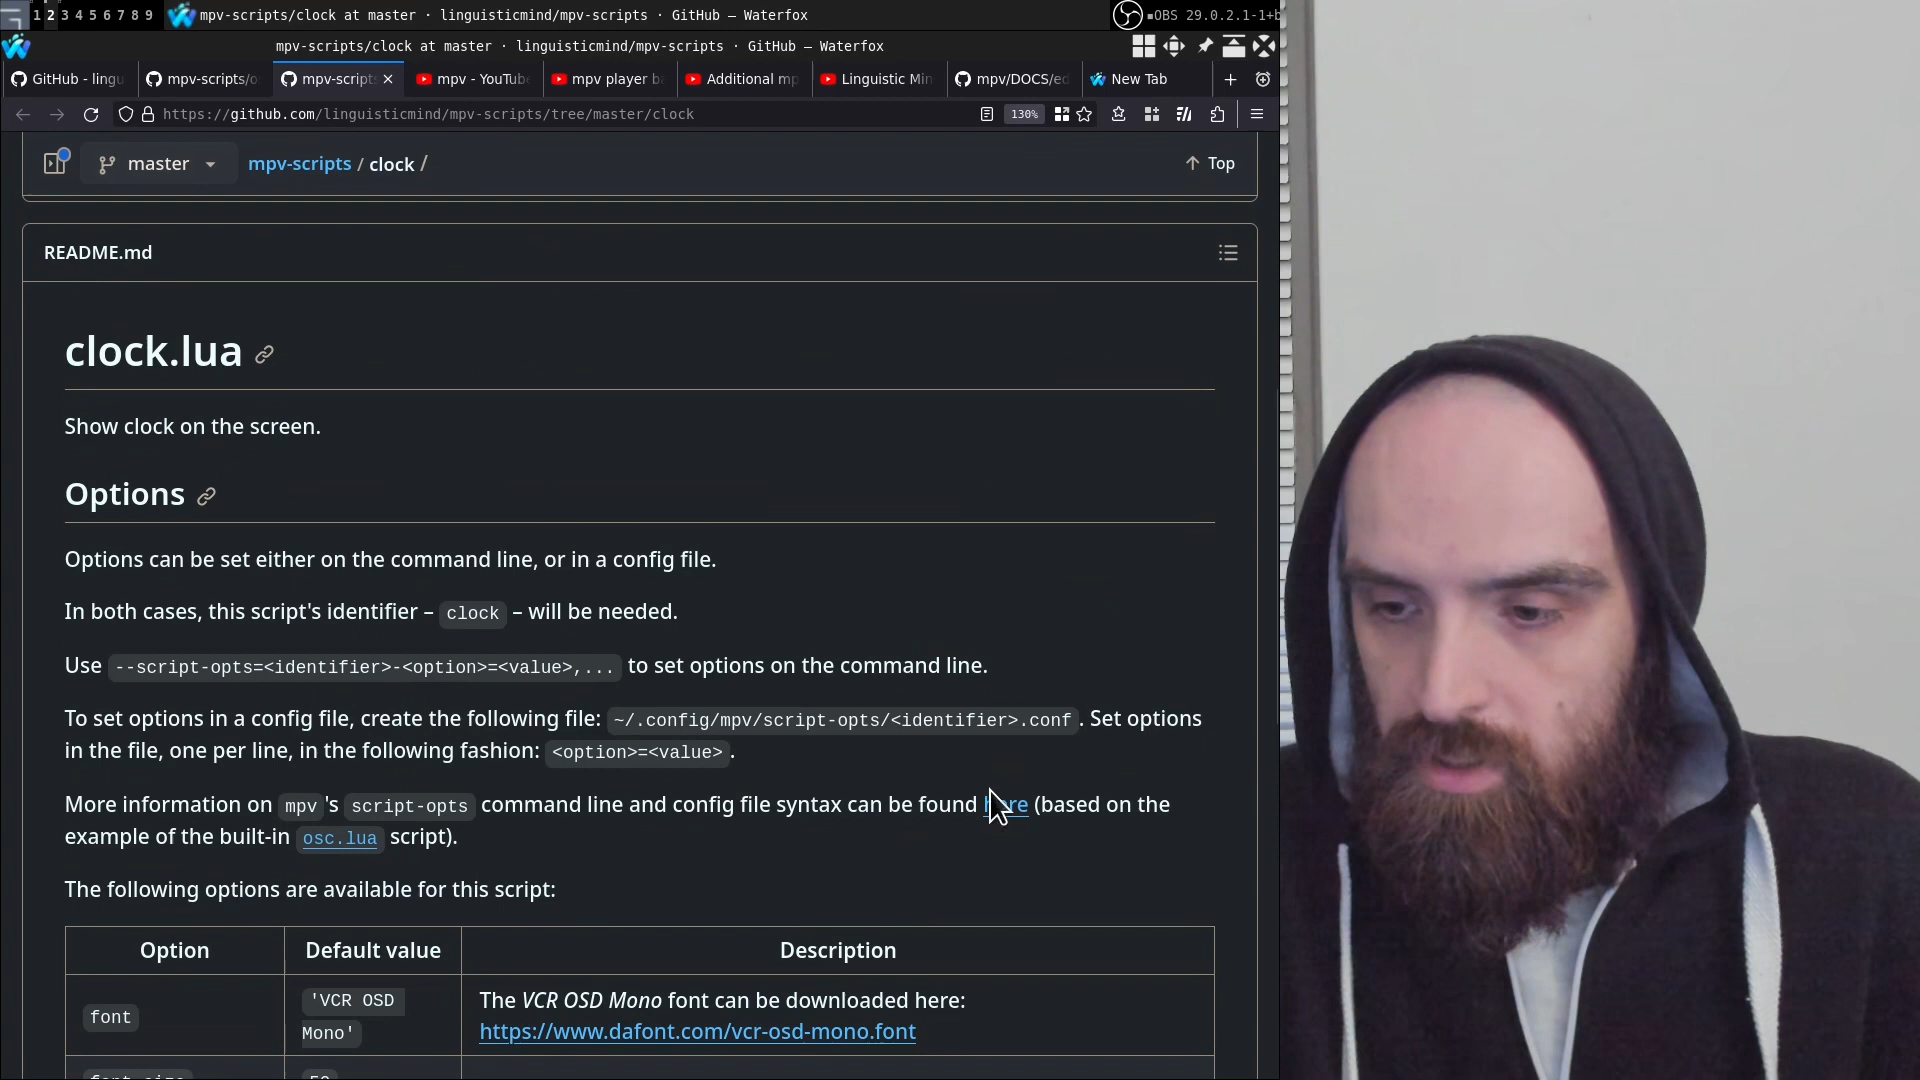 1 2 3 4 5 6 7 8 9 mpv-scripts/clock at master · linguisticmind/mpv-scripts · GitHub — Waterfox OBS 29.0.2.1-1+b
mpv-scripts/clock at master · linguisticmind/mpv-scripts · GitHub — Waterfox
GitHub - lingu mpv-scripts/o mpv-scripts mpv - YouTube mpv player b Additional mp Linguistic Min mpv/DOCS/ed New Tab
https://github.com/linguisticmind/mpv-scripts/tree/master/clock 130%
master mpv-scripts / clock / Top
README.md
clock.lua
Show clock on the screen.
Options
Options can be set either on the command line, or in a config file.
In both cases, this script's identifier – clock – will be needed.
Use --script-opts=<identifier>-<option>=<value>,... to set options on the command line.
To set options in a config file, create the following file: ~/.config/mpv/script-opts/<identifier>.conf. Set options
in the file, one per line, in the following fashion: <option>=<value>.
More information on mpv's script-opts command line and config file syntax can be found here (based on the
example of the built-in osc.lua script).
The following options are available for this script:
Option Default value Description
font 'VCR OSD Mono' The VCR OSD Mono font can be downloaded here:
https://www.dafont.com/vcr-osd-mono.font